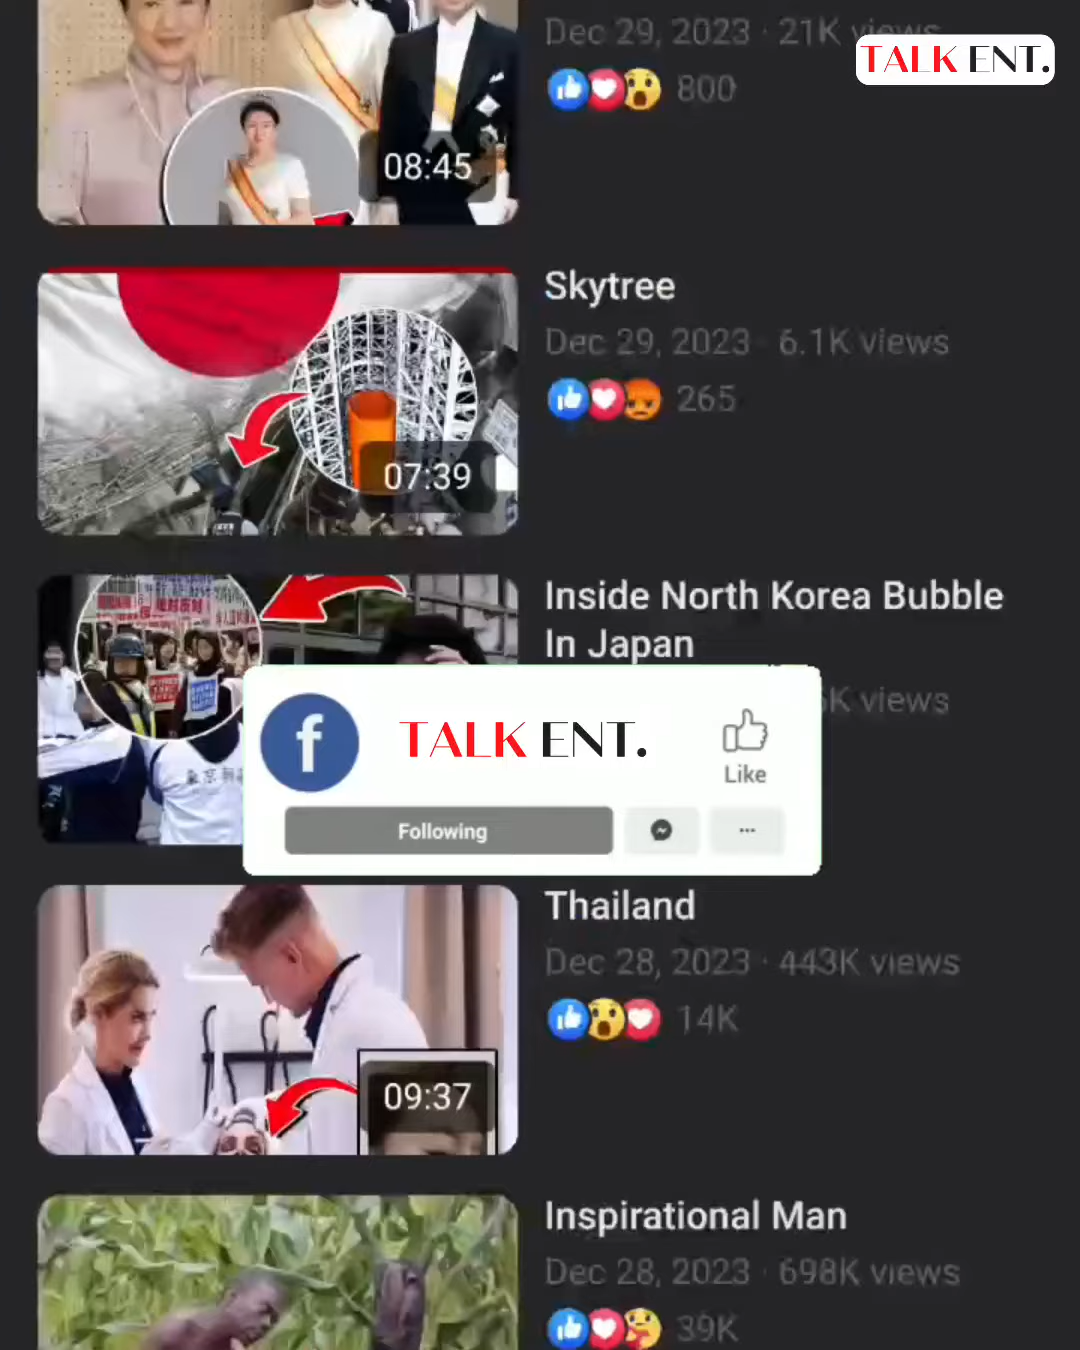 Dec 29, 2023 · 21K views
TALK ENT.
800
08:45
Skytree
Dec 29, 2023 · 6.1K views
265
07:39
Inside North Korea Bubble
In Japan
K views
f
TALK ENT.
Like
Following
Thailand
Dec 28, 2023 · 443K views
14K
09:37
Inspirational Man
Dec 28, 2023 · 698K views
39K